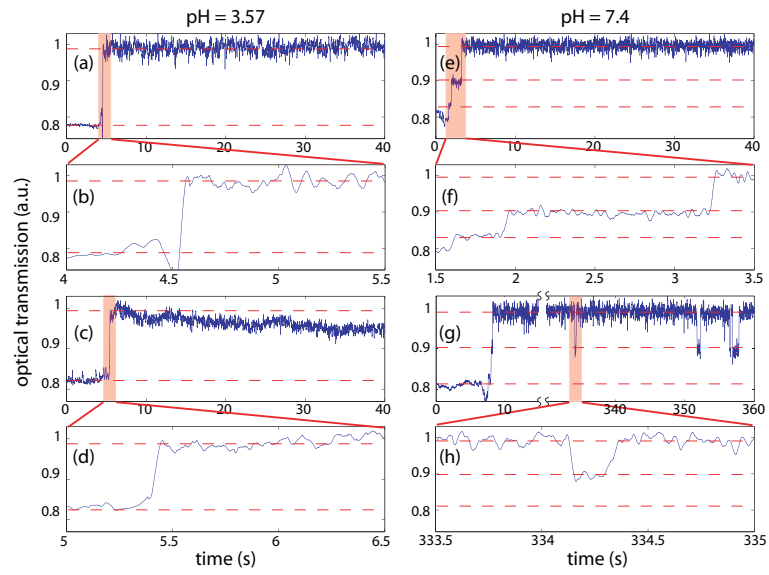 pH = 3.57
pH = 7.4
optical transmission (a.u.)
(a)
1
0.9
0.8
0 10 20 30 40
(e)
1
0.9
0.8
0 10 20 30 40
(b)
1
0.9
0.8
4 4.5 5 5.5
(f)
1
0.9
0.8
1.5 2 2.5 3 3.5
(c)
1
0.9
0.8
0 10 20 30 40
(g)
1
0.9
0.8
0 10 340 350 360
(d)
1
0.9
0.8
5 5.5 6 6.5
(h)
1
0.9
0.8
333.5 334 334.5 335
time (s)
time (s)